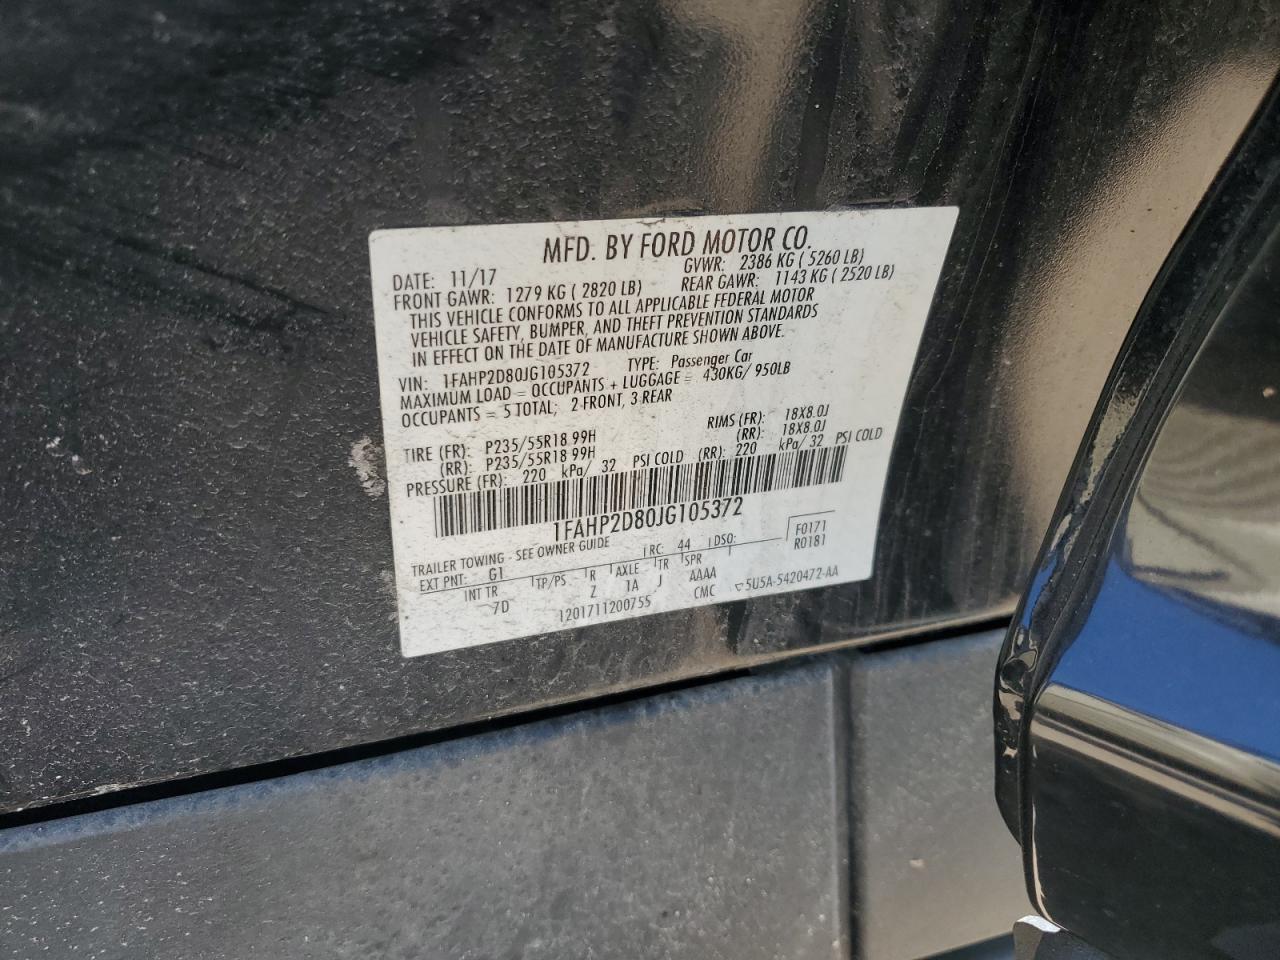 MFD. BY FORD MOTOR CO.
DATE: 11/17 GVWR: 2386 KG ( 5260 LB)
FRONT GAWR: 1279 KG ( 2820 LB) REAR GAWR: 1143 KG ( 2520 LB)
THIS VEHICLE CONFORMS TO ALL APPLICABLE FEDERAL MOTOR
VEHICLE SAFETY, BUMPER, AND THEFT PREVENTION STANDARDS
IN EFFECT ON THE DATE OF MANUFACTURE SHOWN ABOVE.
VIN: 1FAHP2D80JG105372 TYPE: Passenger Car
MAXIMUM LOAD = OCCUPANTS + LUGGAGE = 430KG/ 950LB
OCCUPANTS = 5 TOTAL; 2 FRONT, 3 REAR
TIRE (FR): P235/55R18 99H RIMS (FR): 18X8.0J
(RR): P235/55R18 99H (RR): 18X8.0J
PRESSURE (FR): 220 kPa/ 32 PSI COLD (RR): 220 kPa/ 32 PSI COLD
1FAHP2D80JG105372
TRAILER TOWING - SEE OWNER GUIDE F0171
EXT PNT: G1 RC: 44 DSO: R0181
INT TR TP/PS R AXLE TR SPR
7D Z 1A J AAAA
1201711200755 CMC 5U5A-5420472-AA